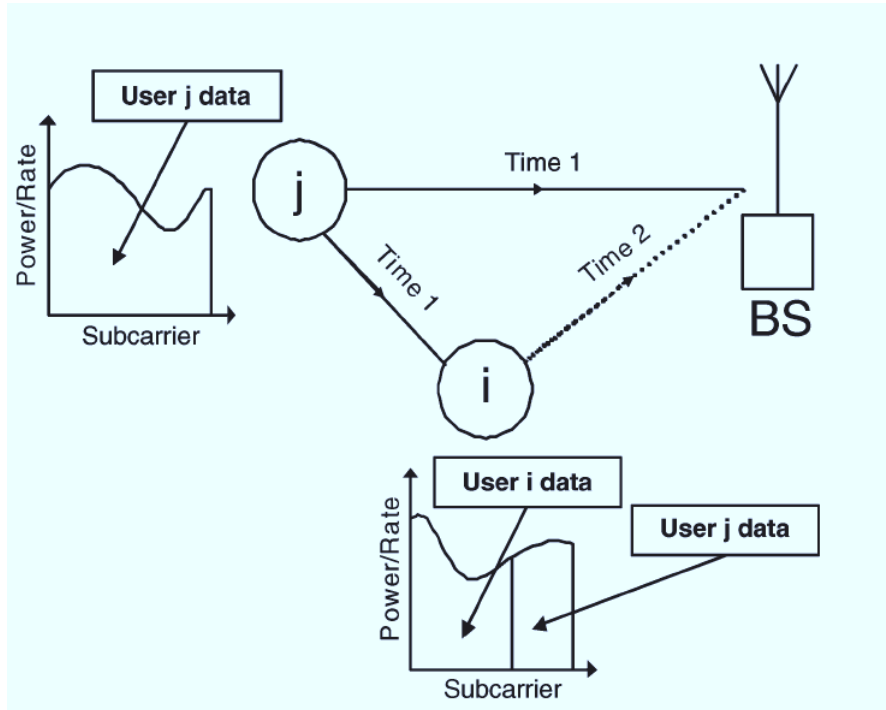 User j data
Power/Rate
Subcarrier
j
Time 1
Time 1
Time 2
BS
i
User i data
User j data
Power/Rate
Subcarrier